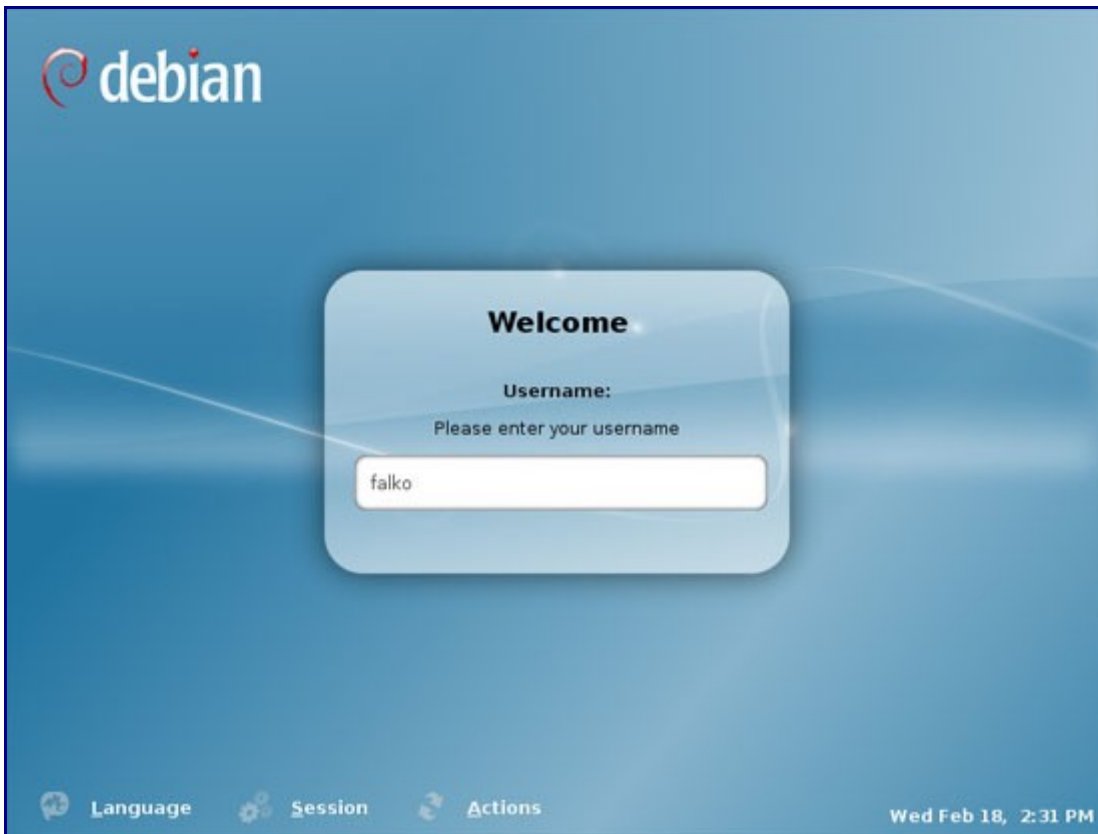 debian
Welcome
Username:
Please enter your username
falko
Language Session Actions Wed Feb 18, 2:31 PM